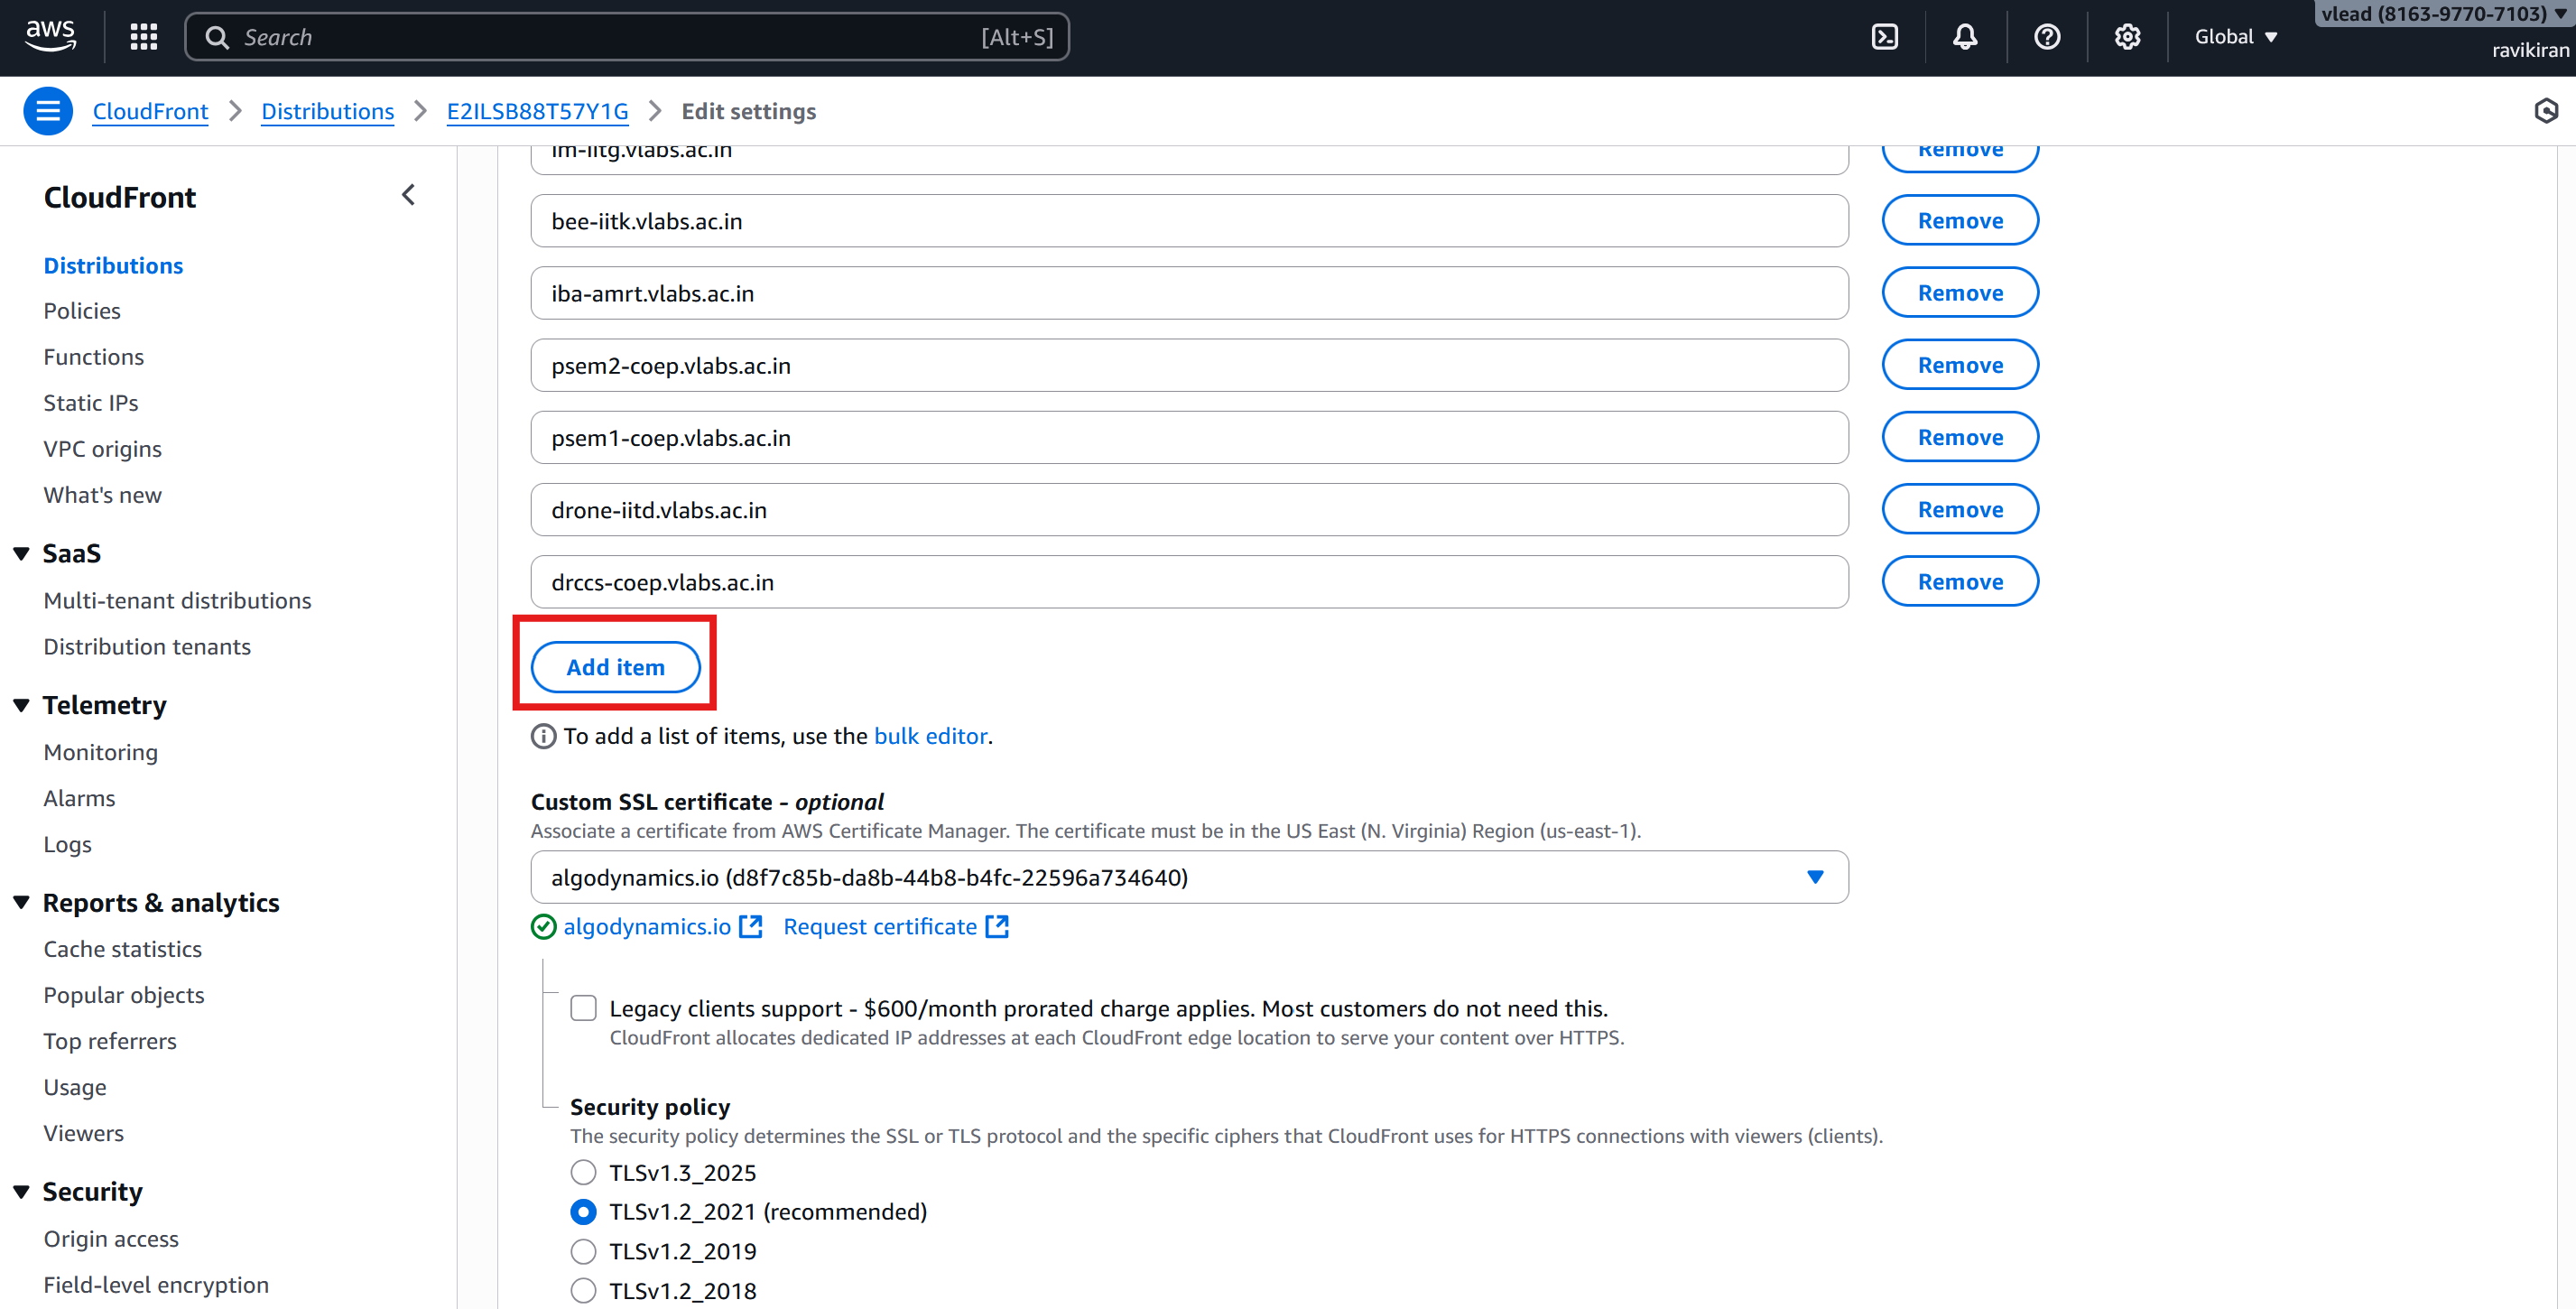 aws
Search [Alt+S]
Global
vlead (8163-9770-7103)
ravikiran
CloudFront
Distributions
E2ILSB88T57Y1G
Edit settings
CloudFront
Distributions
Policies
Functions
Static IPs
VPC origins
What's new
SaaS
Multi-tenant distributions
Distribution tenants
Telemetry
Monitoring
Alarms
Logs
Reports & analytics
Cache statistics
Popular objects
Top referrers
Usage
Viewers
Security
Origin access
Field-level encryption
im-iitg.vlabs.ac.in Remove
bee-iitk.vlabs.ac.in Remove
iba-amrt.vlabs.ac.in Remove
psem2-coep.vlabs.ac.in Remove
psem1-coep.vlabs.ac.in Remove
drone-iitd.vlabs.ac.in Remove
drccs-coep.vlabs.ac.in Remove
Add item
To add a list of items, use the bulk editor.
Custom SSL certificate - optional
Associate a certificate from AWS Certificate Manager. The certificate must be in the US East (N. Virginia) Region (us-east-1).
algodynamics.io (d8f7c85b-da8b-44b8-b4fc-22596a734640)
algodynamics.io Request certificate
Legacy clients support - $600/month prorated charge applies. Most customers do not need this.
CloudFront allocates dedicated IP addresses at each CloudFront edge location to serve your content over HTTPS.
Security policy
The security policy determines the SSL or TLS protocol and the specific ciphers that CloudFront uses for HTTPS connections with viewers (clients).
TLSv1.3_2025
TLSv1.2_2021 (recommended)
TLSv1.2_2019
TLSv1.2_2018